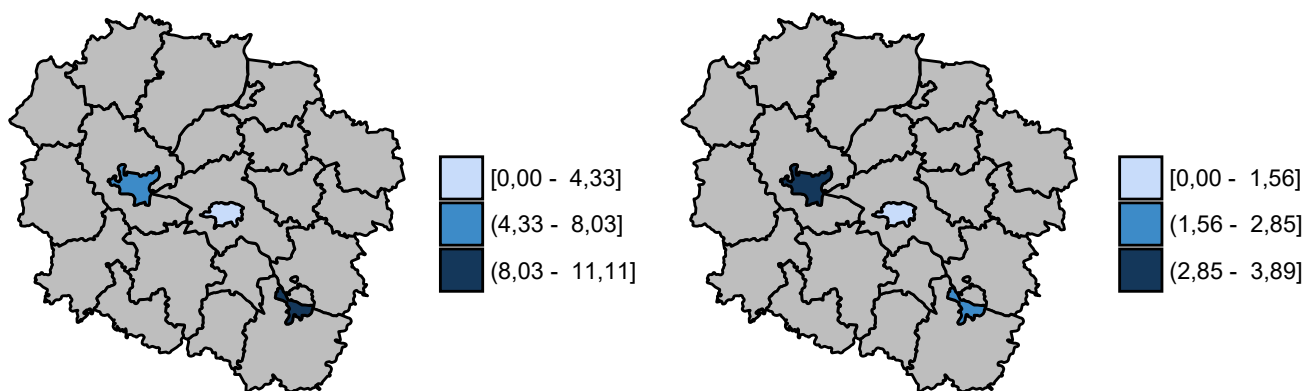 [0,00 - 4,33]
(4,33 - 8,03]
(8,03 - 11,11]
[0,00 - 1,56]
(1,56 - 2,85]
(2,85 - 3,89]